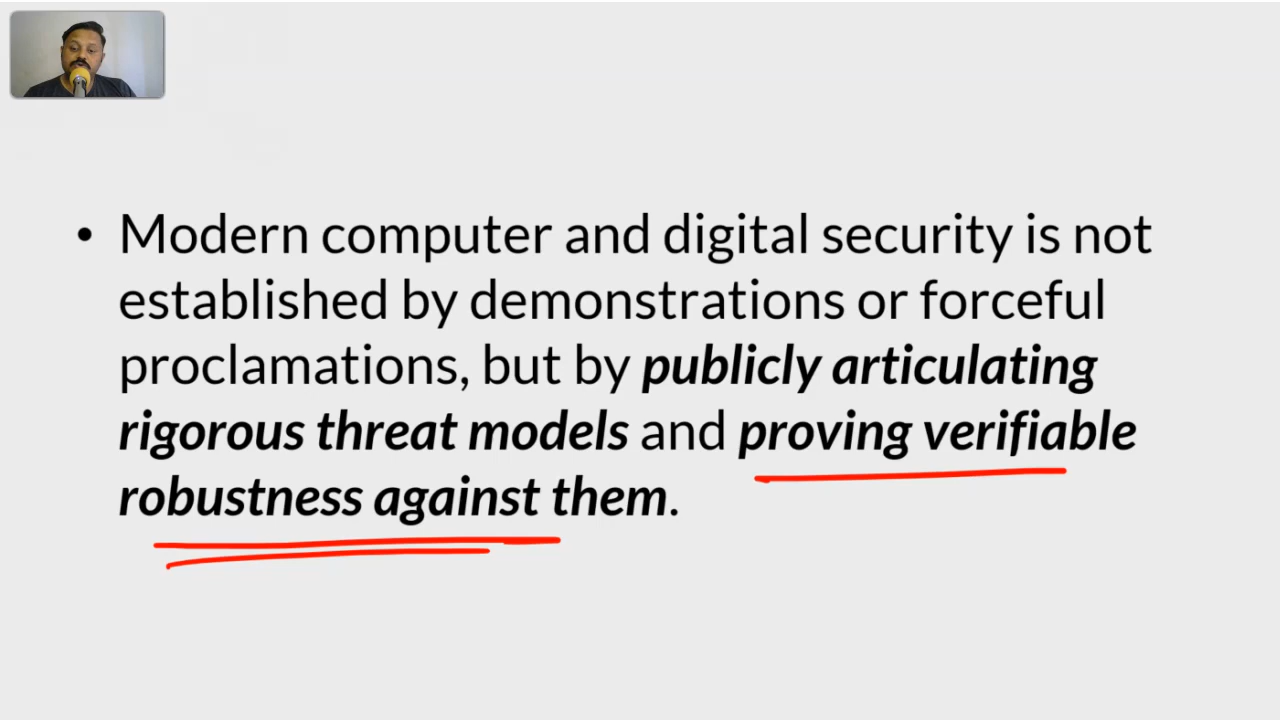 • Modern computer and digital security is not
established by demonstrations or forceful
proclamations, but by publicly articulating
rigorous threat models and proving verifiable
robustness against them.